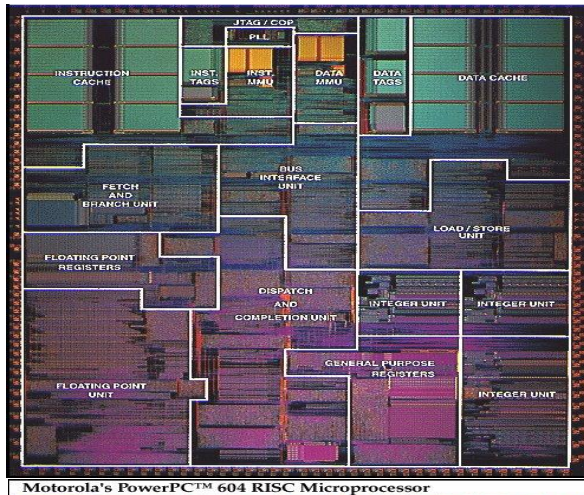 JTAG / COP
PLL
INSTRUCTION
CACHE
INST.
TAGS
INST.
MMU
DATA
MMU
DATA
TAGS
DATA CACHE
FETCH
AND
BRANCH UNIT
BUS
INTERFACE
UNIT
LOAD / STORE
UNIT
FLOATING POINT
REGISTERS
DISPATCH
AND
COMPLETION UNIT
INTEGER UNIT
INTEGER UNIT
GENERAL PURPOSE
REGISTERS
FLOATING POINT
UNIT
INTEGER UNIT
Motorola's PowerPC™ 604 RISC Microprocessor